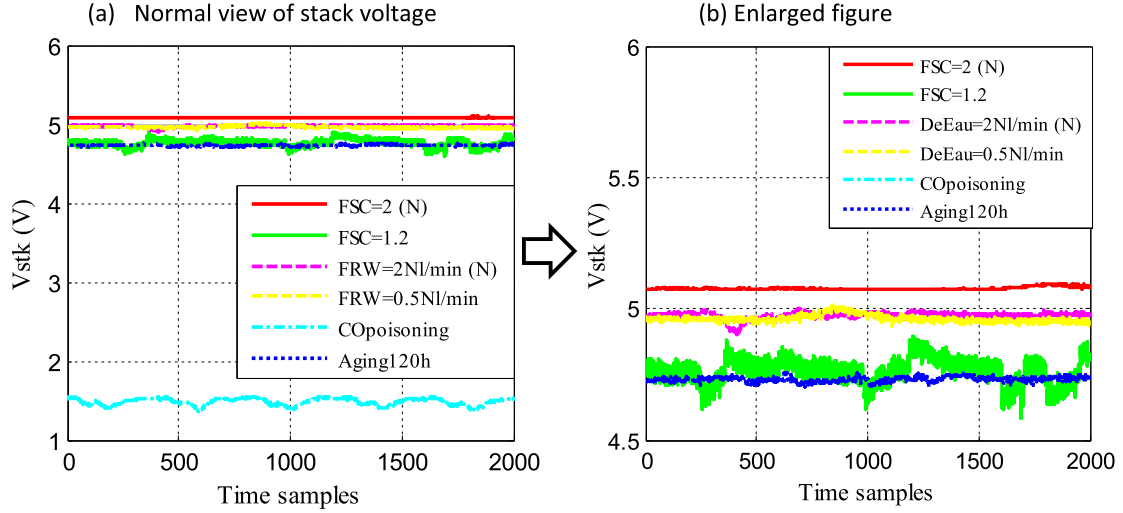 (a) Normal view of stack voltage
6
5
4
3
2
1
Vstk (V)
0 500 1000 1500 2000
Time samples
FSC=2 (N)
FSC=1.2
FRW=2Nl/min (N)
FRW=0.5Nl/min
COpoisoning
Aging120h
(b) Enlarged figure
6
5.5
5
4.5
Vstk (V)
0 500 1000 1500 2000
Time samples
FSC=2 (N)
FSC=1.2
DeEau=2Nl/min (N)
DeEau=0.5Nl/min
COpoisoning
Aging120h